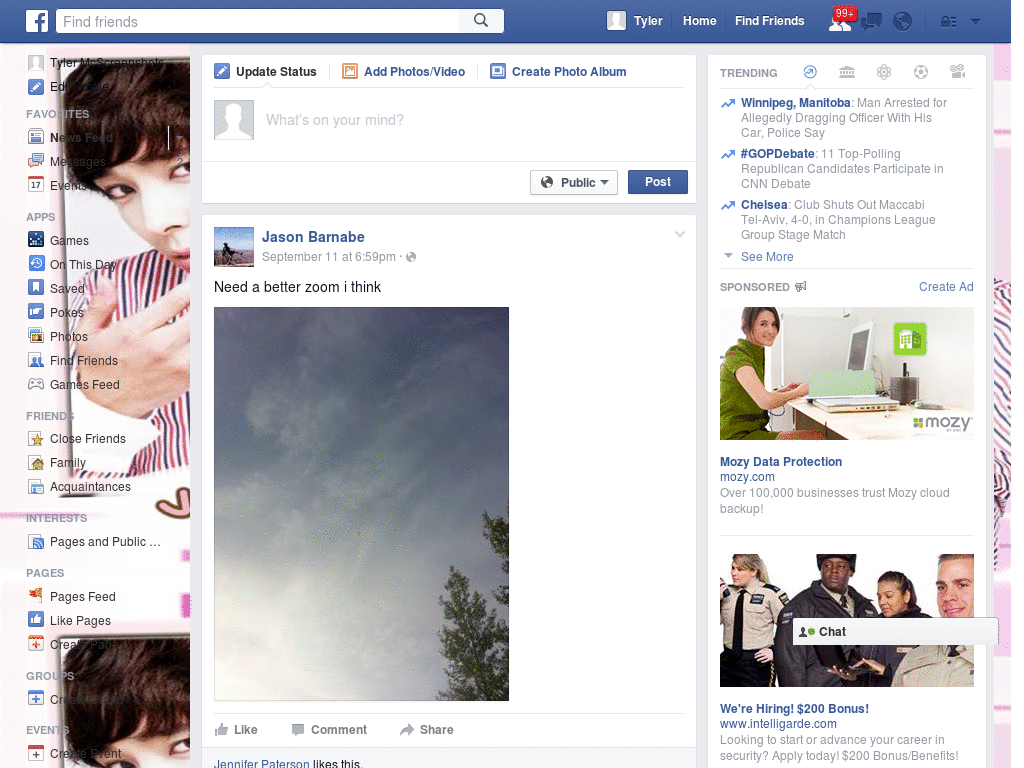 Find friends
Tyler
Home
Find Friends
99+
Tyler McScreenshots
Edit Profile
FAVORITES
News Feed
Messages
2
Events
17
APPS
Games
On This Day
Saved
Pokes
Photos
Find Friends
Games Feed
FRIENDS
Close Friends
Family
Acquaintances
INTERESTS
Pages and Public ...
PAGES
Pages Feed
Like Pages
Create Page
GROUPS
Create Group
EVENTS
Create Event
Update Status
Add Photos/Video
Create Photo Album
What's on your mind?
Public
Post
Jason Barnabe
September 11 at 6:59pm ·
Need a better zoom i think
Like
Comment
Share
Jennifer Paterson likes this.
TRENDING
Winnipeg, Manitoba: Man Arrested for
Allegedly Dragging Officer With His
Car, Police Say
#GOPDebate: 11 Top-Polling
Republican Candidates Participate in
CNN Debate
Chelsea: Club Shuts Out Maccabi
Tel-Aviv, 4-0, in Champions League
Group Stage Match
See More
SPONSORED
Create Ad
mozy
Mozy Data Protection
mozy.com
Over 100,000 businesses trust Mozy cloud
backup!
Chat
We're Hiring! $200 Bonus!
www.intelligarde.com
Looking to start or advance your career in
security? Apply today! $200 Bonus/Benefits!